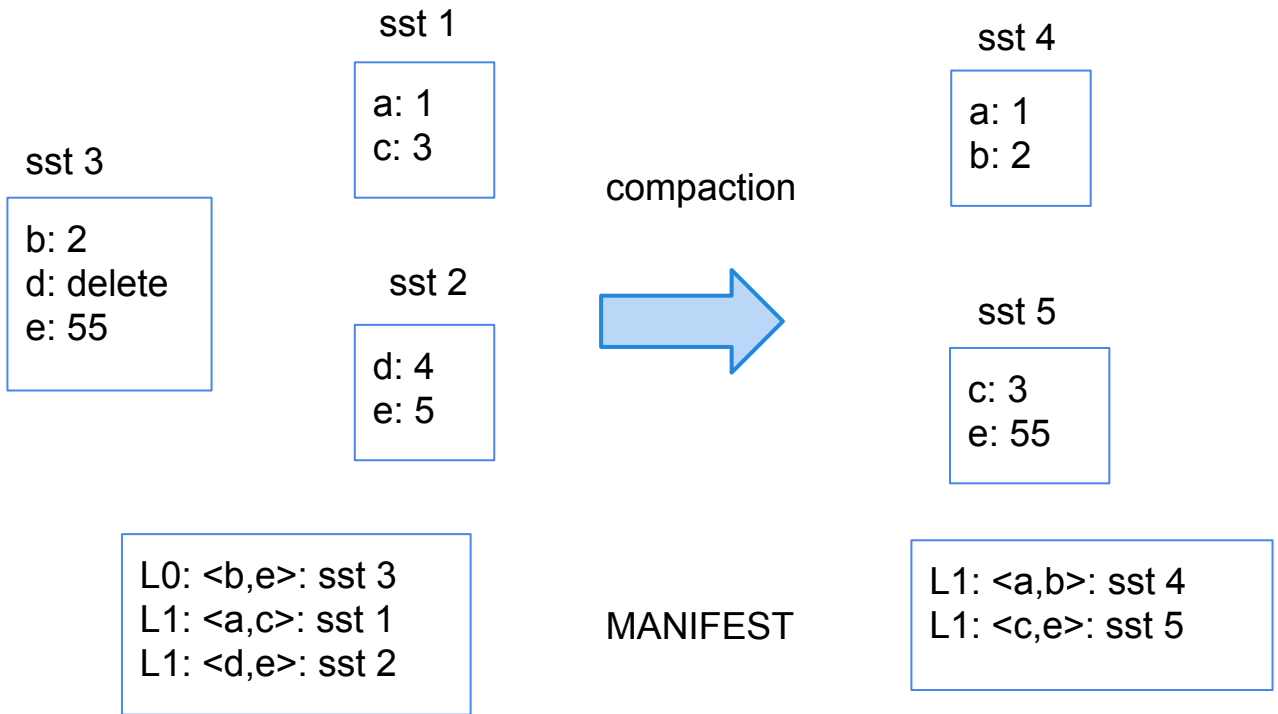 sst 1
a: 1
c: 3
sst 3
b: 2
d: delete
e: 55
sst 2
d: 4
e: 5
compaction
sst 4
a: 1
b: 2
sst 5
c: 3
e: 55
L0: <b,e>: sst 3
L1: <a,c>: sst 1
L1: <d,e>: sst 2
MANIFEST
L1: <a,b>: sst 4
L1: <c,e>: sst 5